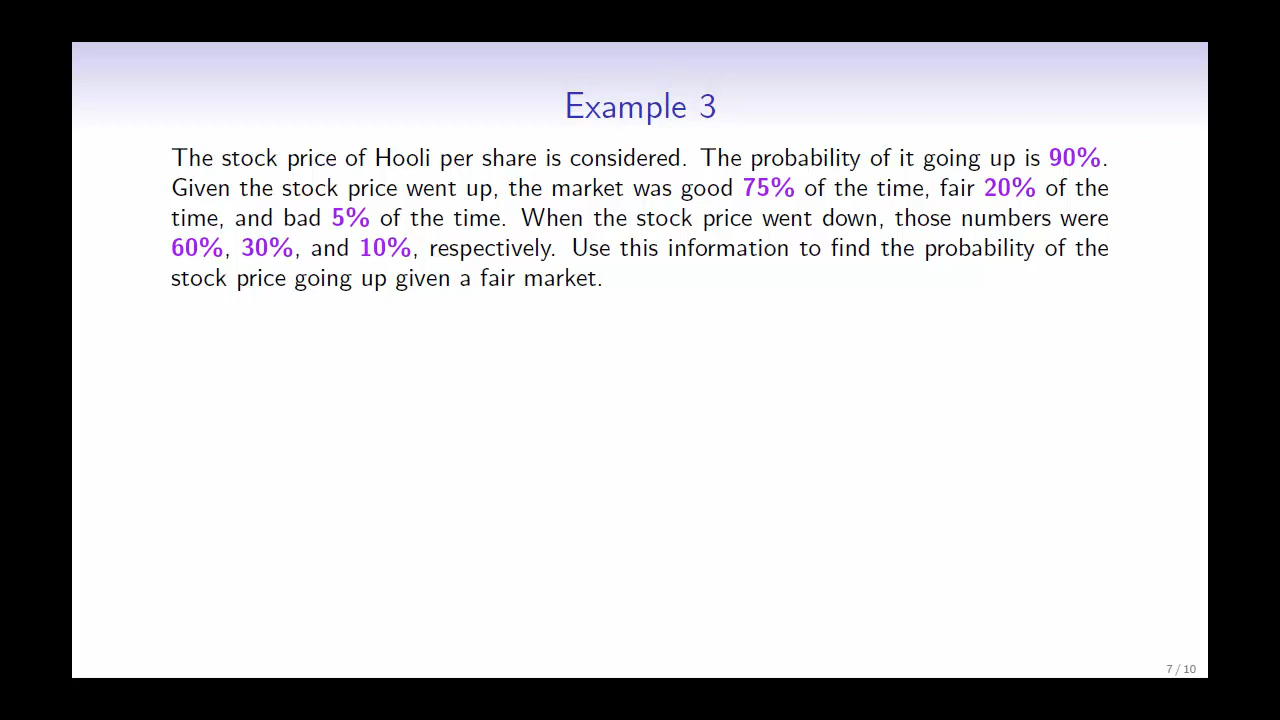 Example 3
The stock price of Hooli per share is considered. The probability of it going up is 90%.
Given the stock price went up, the market was good 75% of the time, fair 20% of the
time, and bad 5% of the time. When the stock price went down, those numbers were
60%, 30%, and 10%, respectively. Use this information to find the probability of the
stock price going up given a fair market.
7 / 10